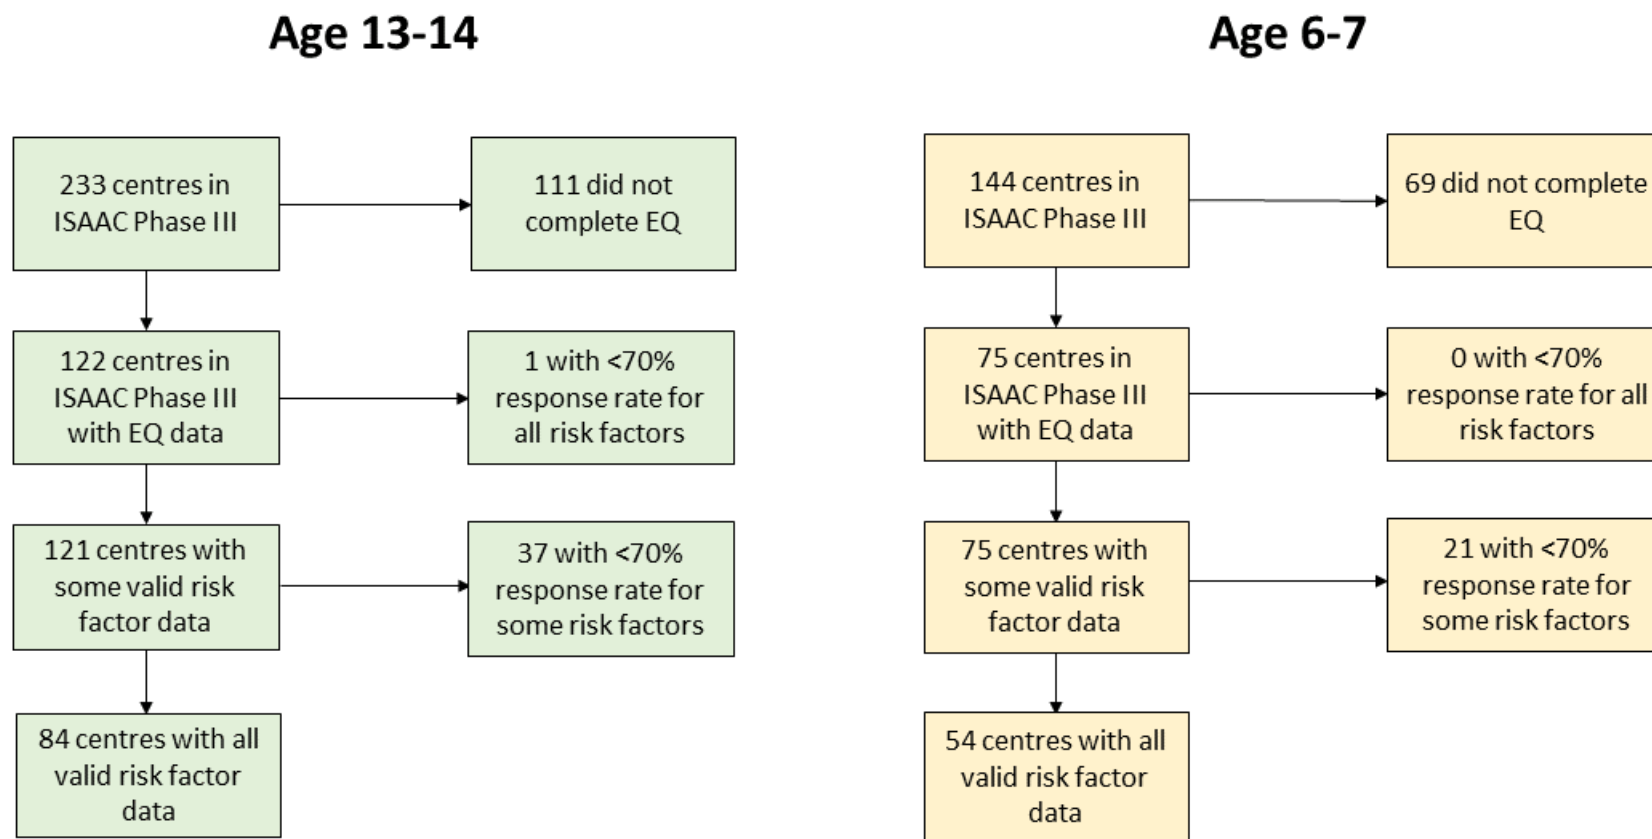 Age 13-14
233 centres in
ISAAC Phase III
111 did not
complete EQ
122 centres in
ISAAC Phase III
with EQ data
1 with <70%
response rate for
all risk factors
121 centres with
some valid risk
factor data
37 with <70%
response rate for
some risk factors
84 centres with all
valid risk factor
data
Age 6-7
144 centres in
ISAAC Phase III
69 did not complete
EQ
75 centres in
ISAAC Phase III
with EQ data
0 with <70%
response rate for all
risk factors
75 centres with
some valid risk
factor data
21 with <70%
response rate for
some risk factors
54 centres with all
valid risk factor
data